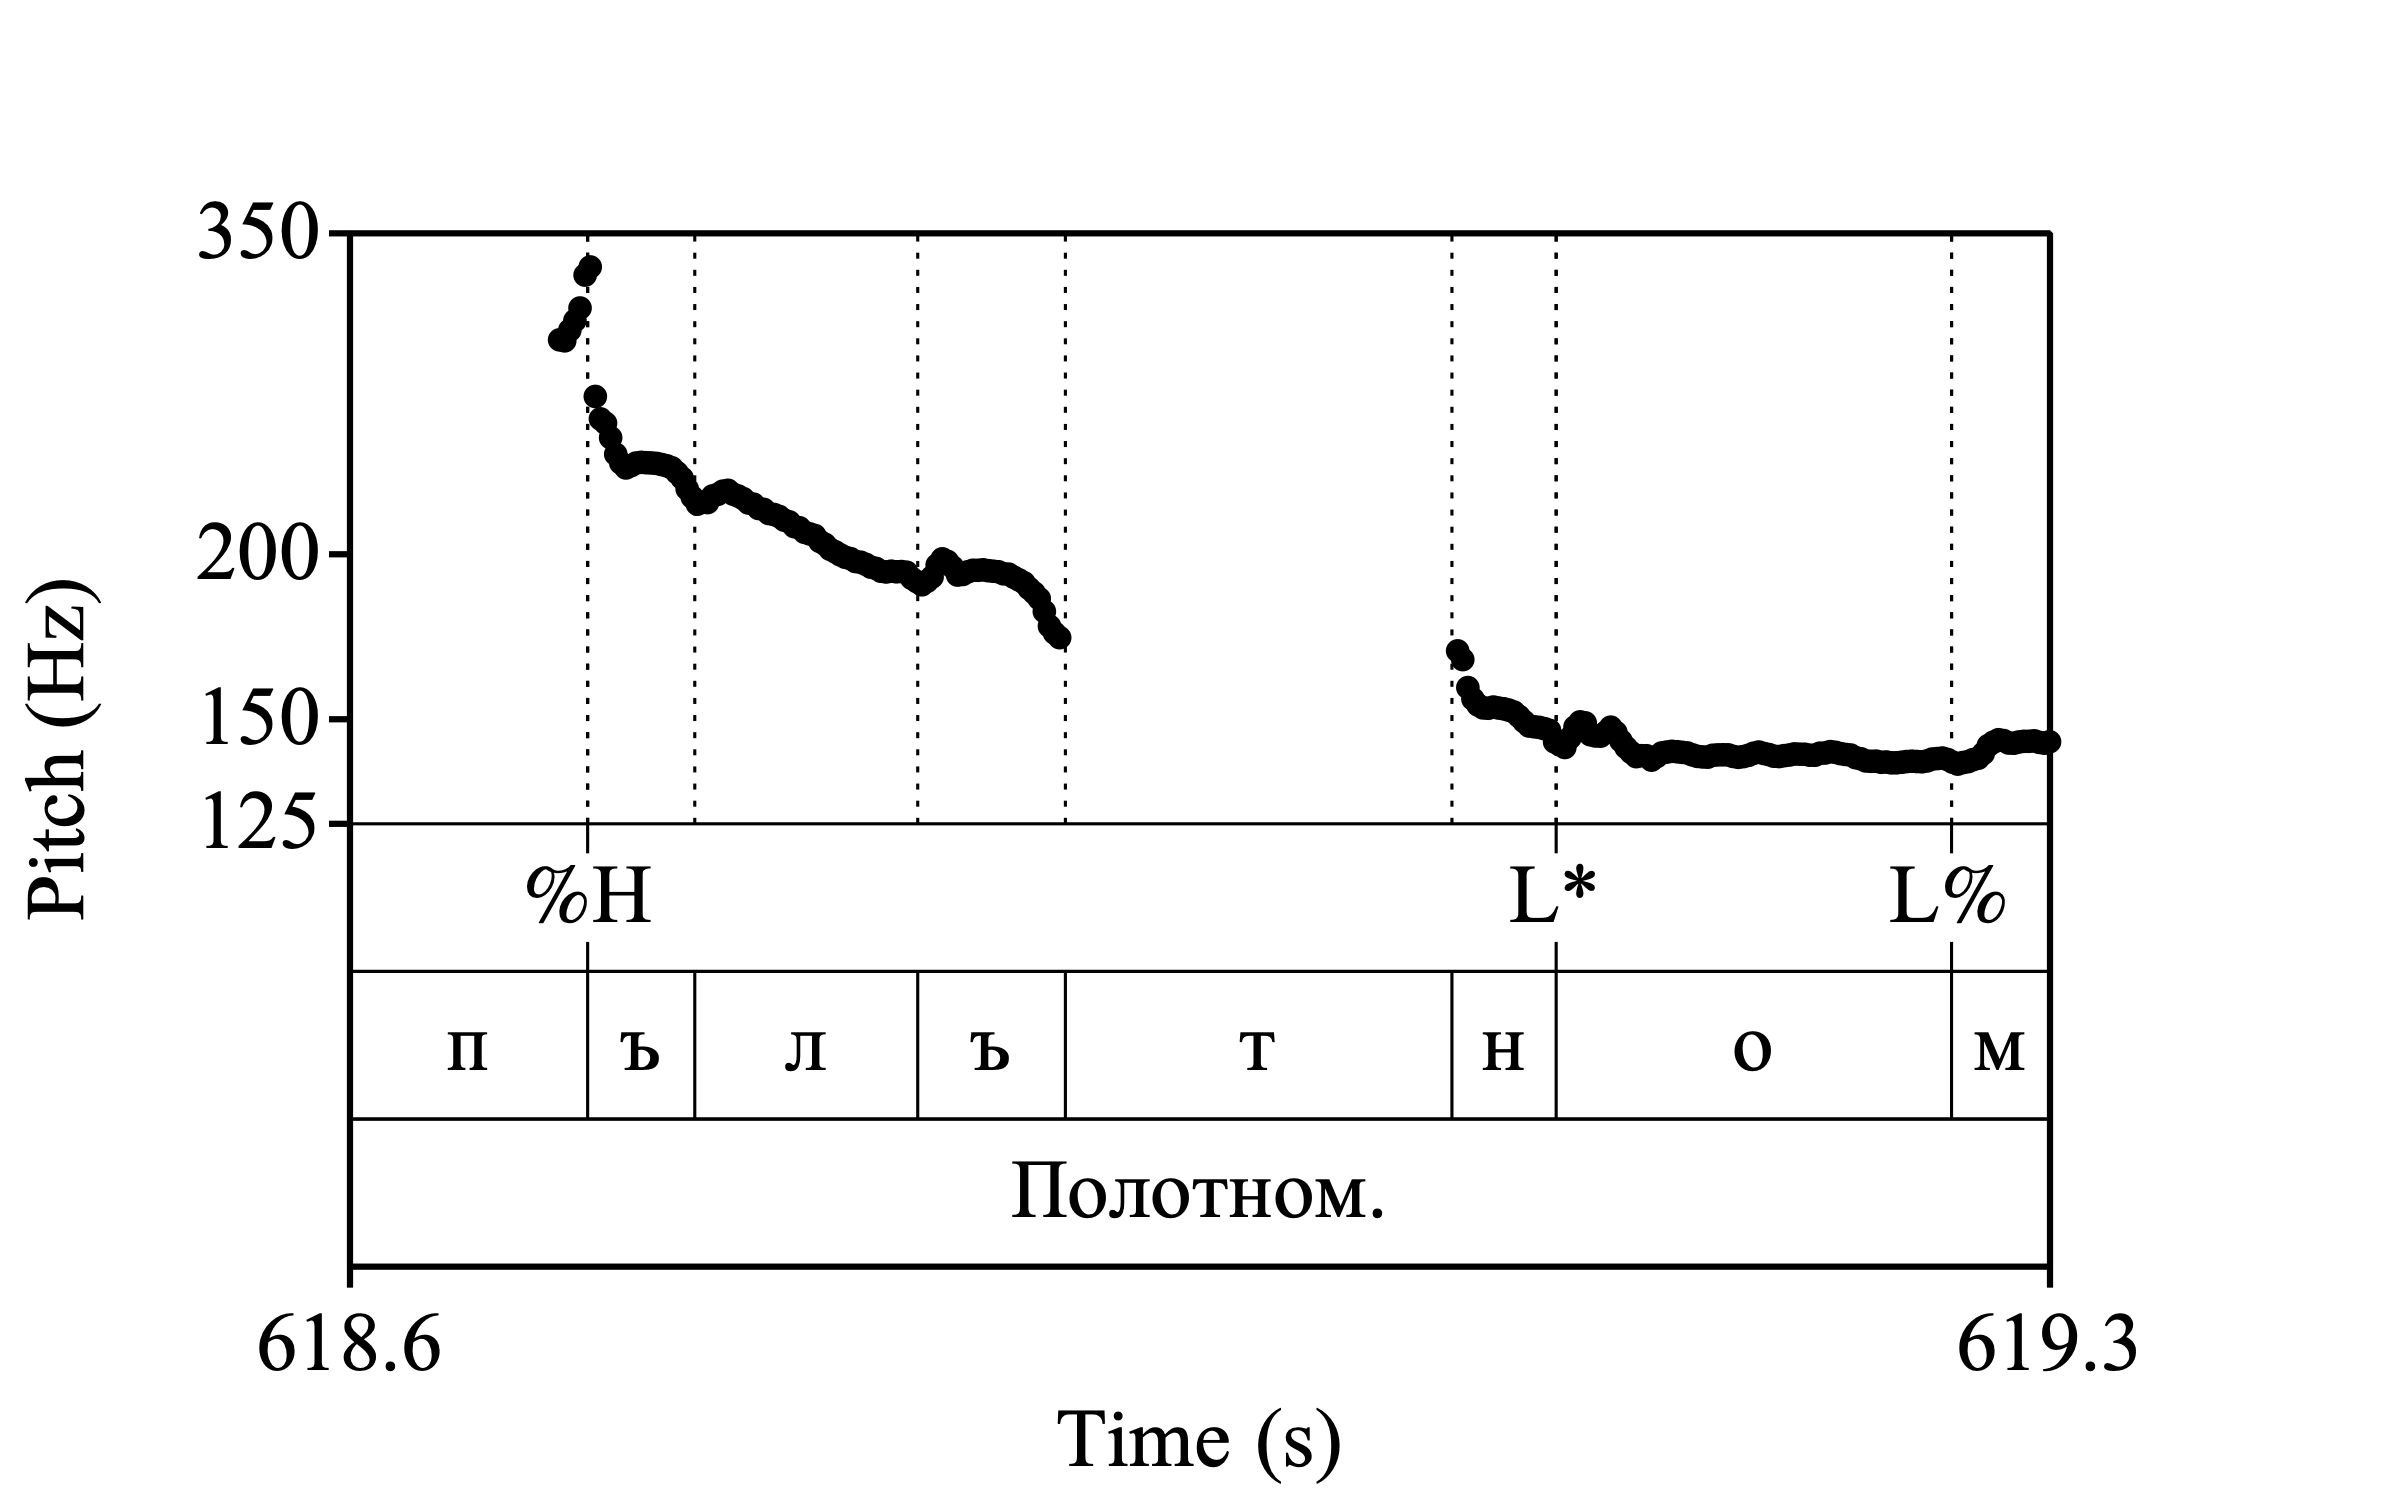 350
200
150
125
Pitch (Hz)
%H L* L%
п ъ л ъ т н о м
Полотном.
618.6 619.3
Time (s)